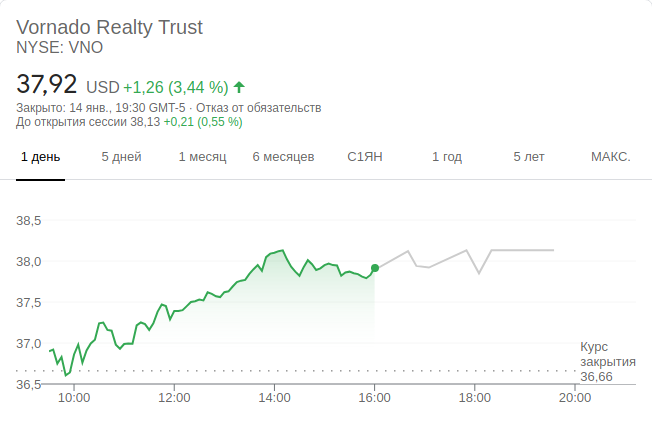 Vornado Realty Trust
NYSE: VNO
37,92 USD +1,26 (3,44 %)
Закрыто: 14 янв., 19:30 GMT-5 · Отказ от обязательств
До открытия сессии 38,13 +0,21 (0,55 %)
1 день 5 дней 1 месяц 6 месяцев С1ЯН 1 год 5 лет МАКС.
38,5
38,0
37,5
37,0
Курс
закрытия
36,66
36,5
10:00 12:00 14:00 16:00 18:00 20:00